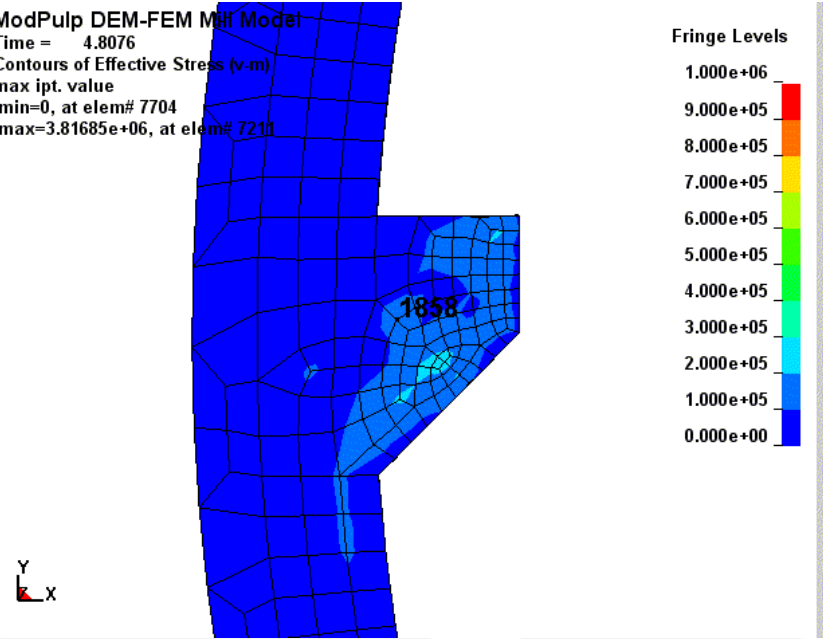 ModPulp DEM-FEM Mill Model
Time = 4.8076
Contours of Effective Stress (v-m)
max ipt. value
min=0, at elem# 7704
max=3.81685e+06, at elem# 7211
Fringe Levels
1.000e+06
9.000e+05
8.000e+05
7.000e+05
6.000e+05
5.000e+05
4.000e+05
3.000e+05
2.000e+05
1.000e+05
0.000e+00
1858
Y
Z X